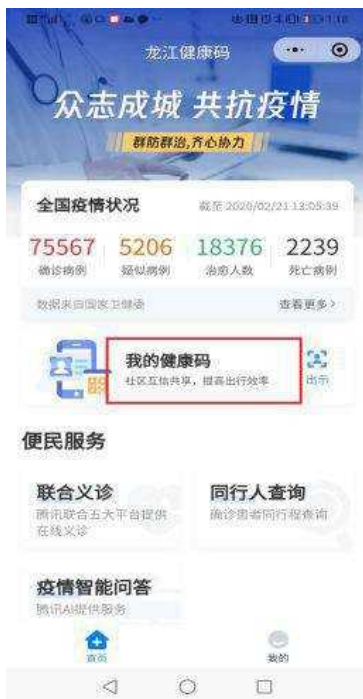 龙江健康码
众志成城 共抗疫情
群防群治,齐心协力
全国疫情状况
截至 2020/02/21 13:05:39
75567 5206 18376 2239
确诊病例 疑似病例 治愈人数 死亡病例
数据来自国家卫健委
查看更多>
我的健康码
社区互信共享，提高出行效率
出示
便民服务
联合义诊
腾讯联合五大平台提供
在线义诊
同行人查询
确诊患者同行程查询
疫情智能问答
腾讯AI提供服务
首页
我的